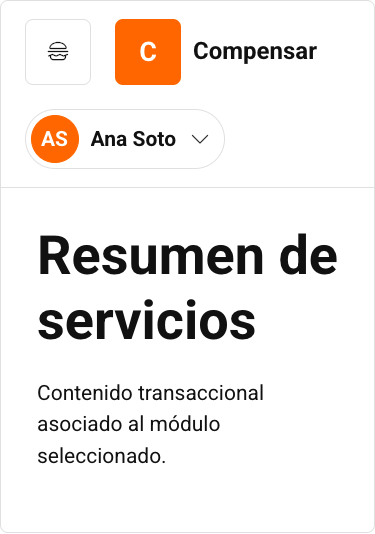 C Compensar
AS Ana Soto
Resumen de
servicios
Contenido transaccional
asociado al módulo
seleccionado.